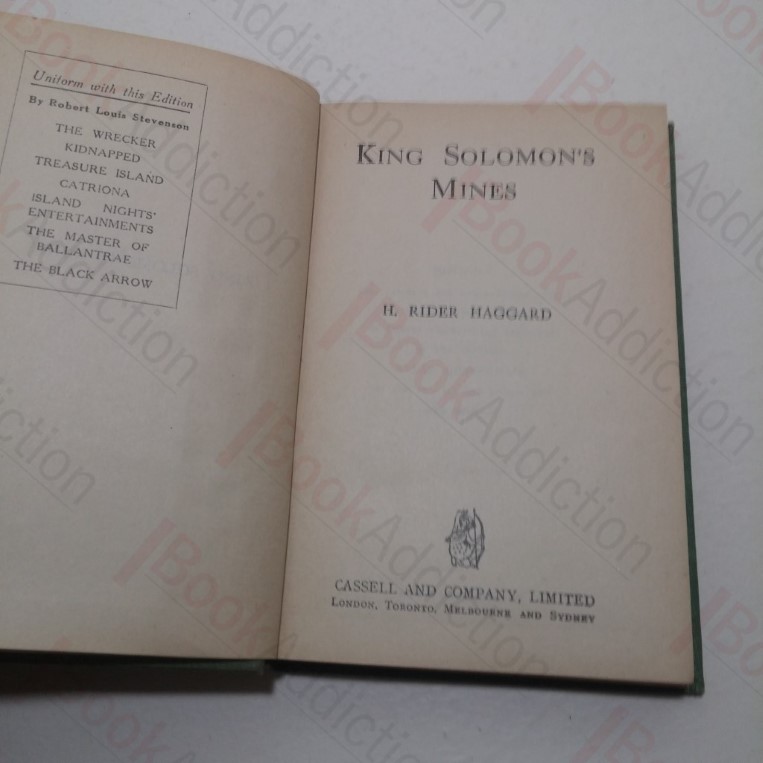 Uniform with this Edition
By Robert Louis Stevenson
THE WRECKER
KIDNAPPED
TREASURE ISLAND
CATRIONA
ISLAND NIGHTS'
ENTERTAINMENTS
THE MASTER OF
BALLANTRAE
THE BLACK ARROW
KING SOLOMON'S
MINES
H. RIDER HAGGARD
CASSELL AND COMPANY, LIMITED
LONDON, TORONTO, MELBOURNE AND SYDNEY
BookAddiction